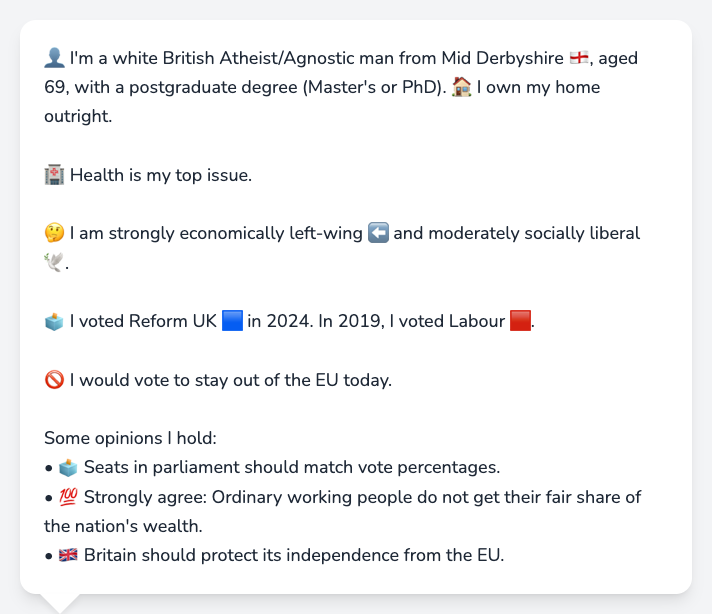 👤 I'm a white British Atheist/Agnostic man from Mid Derbyshire 🏴󠁧󠁢󠁥󠁮󠁧󠁿, aged
69, with a postgraduate degree (Master's or PhD). 🏠 I own my home
outright.
🏥 Health is my top issue.
🤔 I am strongly economically left-wing ⬅️ and moderately socially liberal
🕊️.
🗳️ I voted Reform UK 🟦 in 2024. In 2019, I voted Labour 🟥.
🚫 I would vote to stay out of the EU today.
Some opinions I hold:
• 🗳️ Seats in parliament should match vote percentages.
• 💯 Strongly agree: Ordinary working people do not get their fair share of
the nation's wealth.
• 🇬🇧 Britain should protect its independence from the EU.